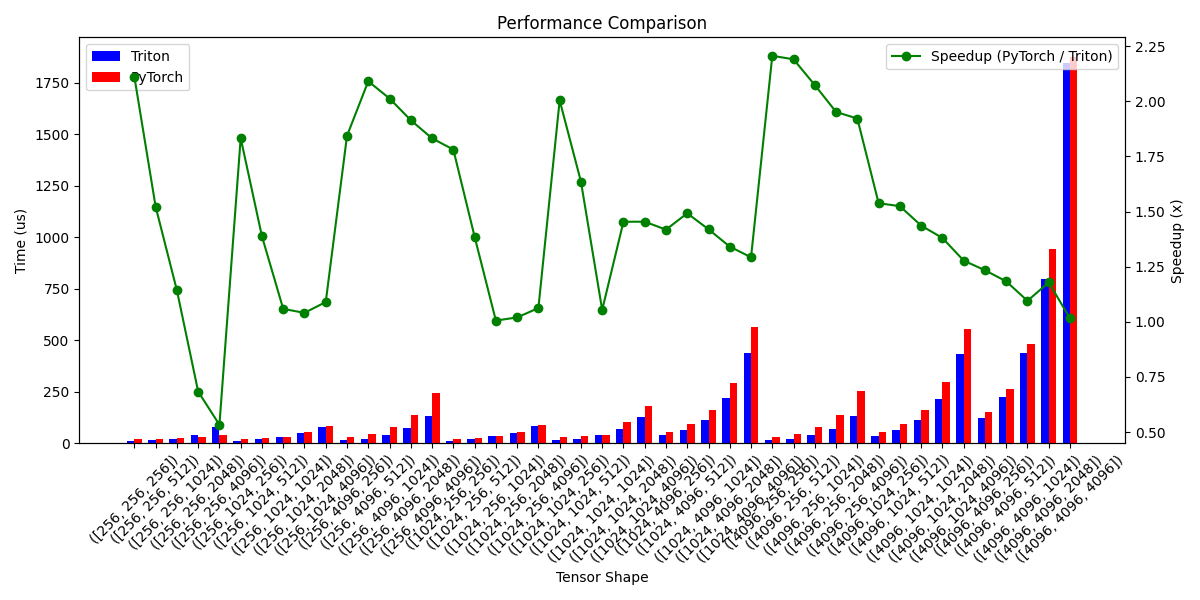 Performance Comparison
Triton
PyTorch
Speedup (PyTorch / Triton)
Time (us)
1750
1500
1250
1000
750
500
250
0
2.25
2.00
1.75
1.50
1.25
1.00
0.75
0.50
Speedup (x)
([256, 256, 256])
([256, 256, 512])
([256, 256, 1024])
([256, 256, 2048])
([256, 256, 4096])
([256, 1024, 256])
([256, 1024, 512])
([256, 1024, 1024])
([256, 1024, 2048])
([256, 1024, 4096])
([256, 4096, 256])
([256, 4096, 512])
([256, 4096, 1024])
([256, 4096, 2048])
([256, 4096, 4096])
([1024, 256, 256])
([1024, 256, 512])
([1024, 256, 1024])
([1024, 256, 2048])
([1024, 256, 4096])
([1024, 1024, 256])
([1024, 1024, 512])
([1024, 1024, 1024])
([1024, 1024, 2048])
([1024, 1024, 4096])
([1024, 4096, 256])
([1024, 4096, 512])
([1024, 4096, 1024])
([1024, 4096, 2048])
([1024, 4096, 4096])
([4096, 256, 256])
([4096, 256, 512])
([4096, 256, 1024])
([4096, 256, 2048])
([4096, 256, 4096])
([4096, 1024, 256])
([4096, 1024, 512])
([4096, 1024, 1024])
([4096, 1024, 2048])
([4096, 1024, 4096])
([4096, 4096, 256])
([4096, 4096, 512])
([4096, 4096, 1024])
([4096, 4096, 2048])
([4096, 4096, 4096])
Tensor Shape